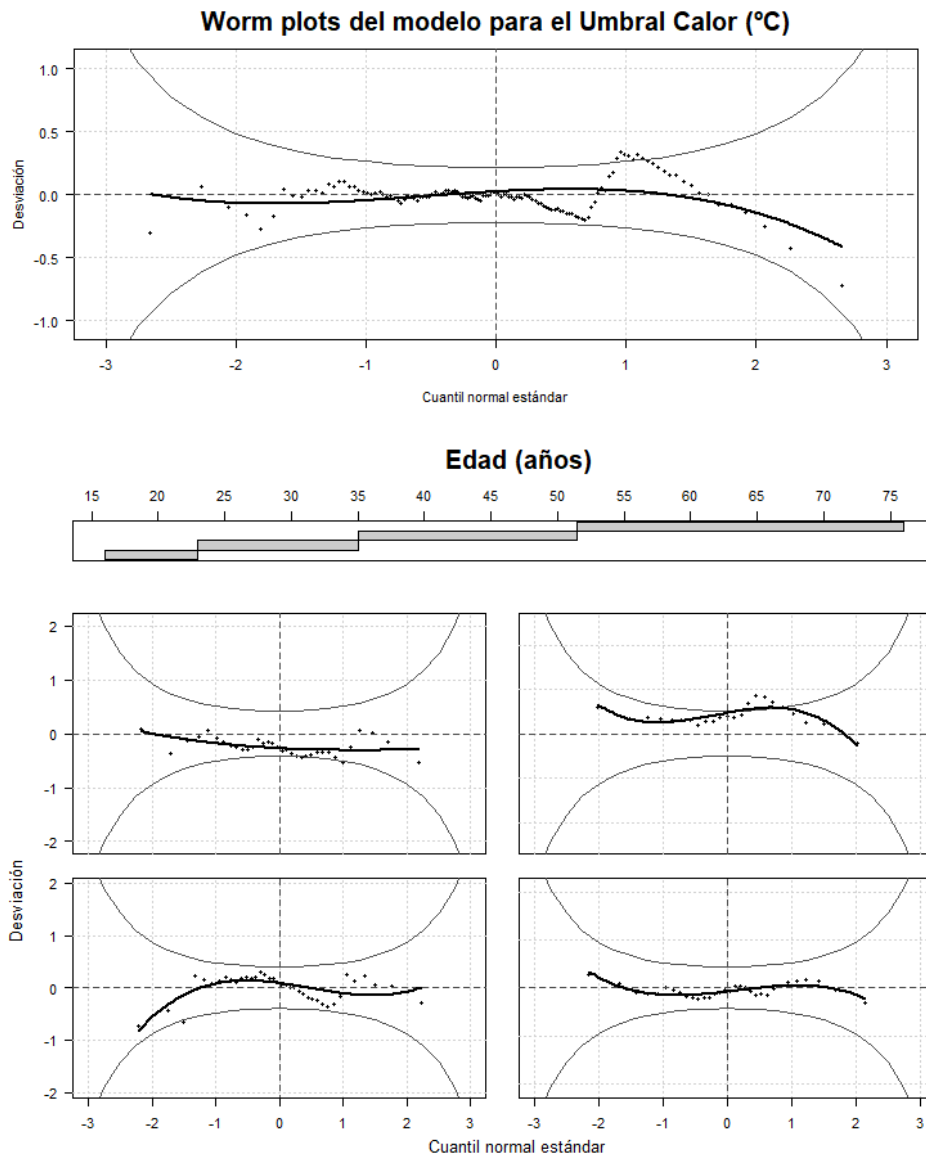 Worm plots del modelo para el Umbral Calor (ºC)
1.0
0.5
0.0
-0.5
-1.0
Desviación
-3 -2 -1 0 1 2 3
Cuantil normal estándar
Edad (años)
15 20 25 30 35 40 45 50 55 60 65 70 75
2
1
0
-1
-2
2
1
0
-1
-2
Desviación
-3 -2 -1 0 1 2 3 -3 -2 -1 0 1 2 3
Cuantil normal estándar